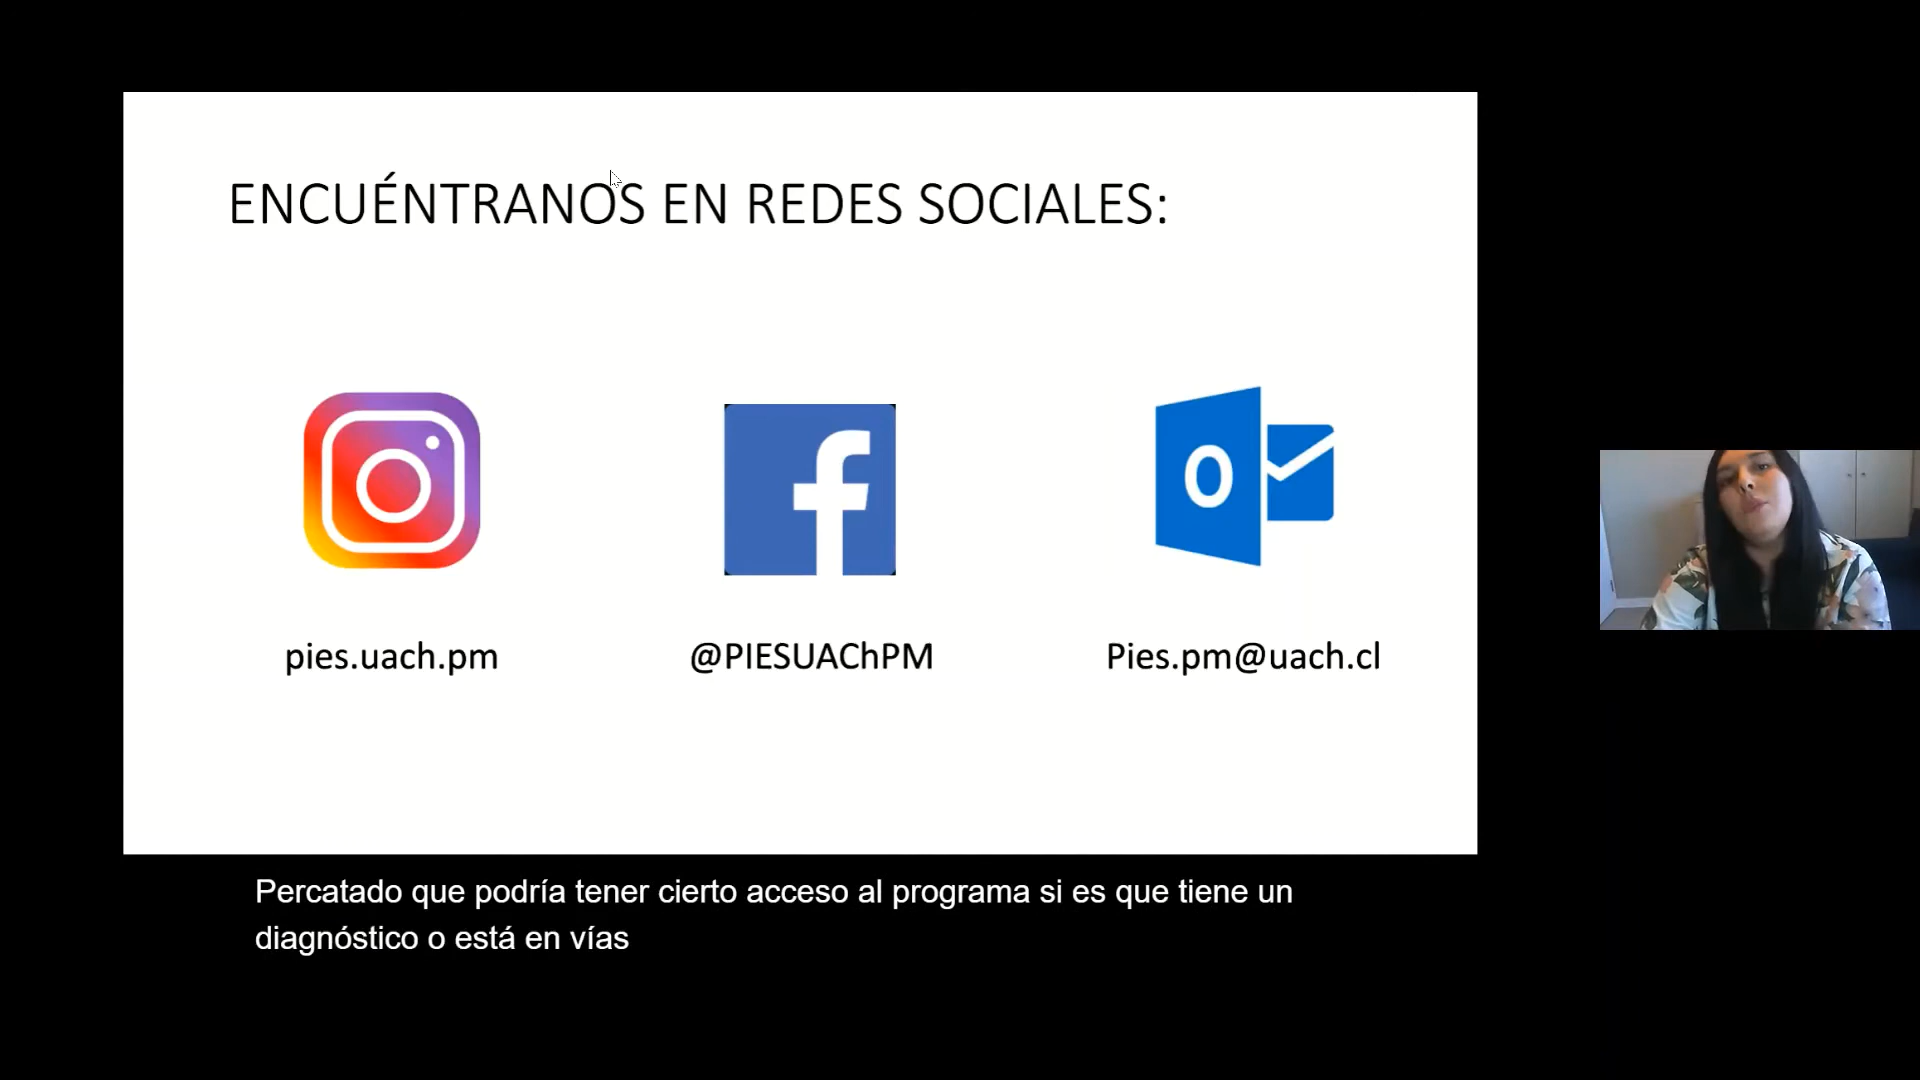 ENCUÉNTRANOS EN REDES SOCIALES:
pies.uach.pm
@PIESUAChPM
Pies.pm@uach.cl
Percatado que podría tener cierto acceso al programa si es que tiene un
diagnóstico o está en vías